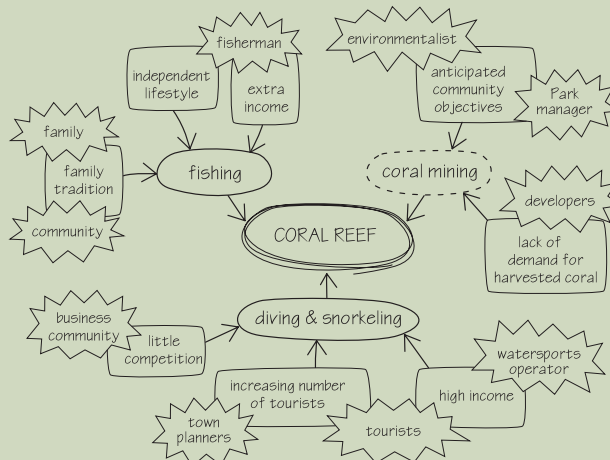 fisherman
environmentalist
independent
lifestyle
extra
income
anticipated
community
objectives
Park
manager
family
family
tradition
community
fishing
coral mining
developers
CORAL REEF
lack of
demand for
harvested coral
business
community
little
competition
diving & snorkeling
watersports
operator
increasing number
of tourists
high income
town
planners
tourists